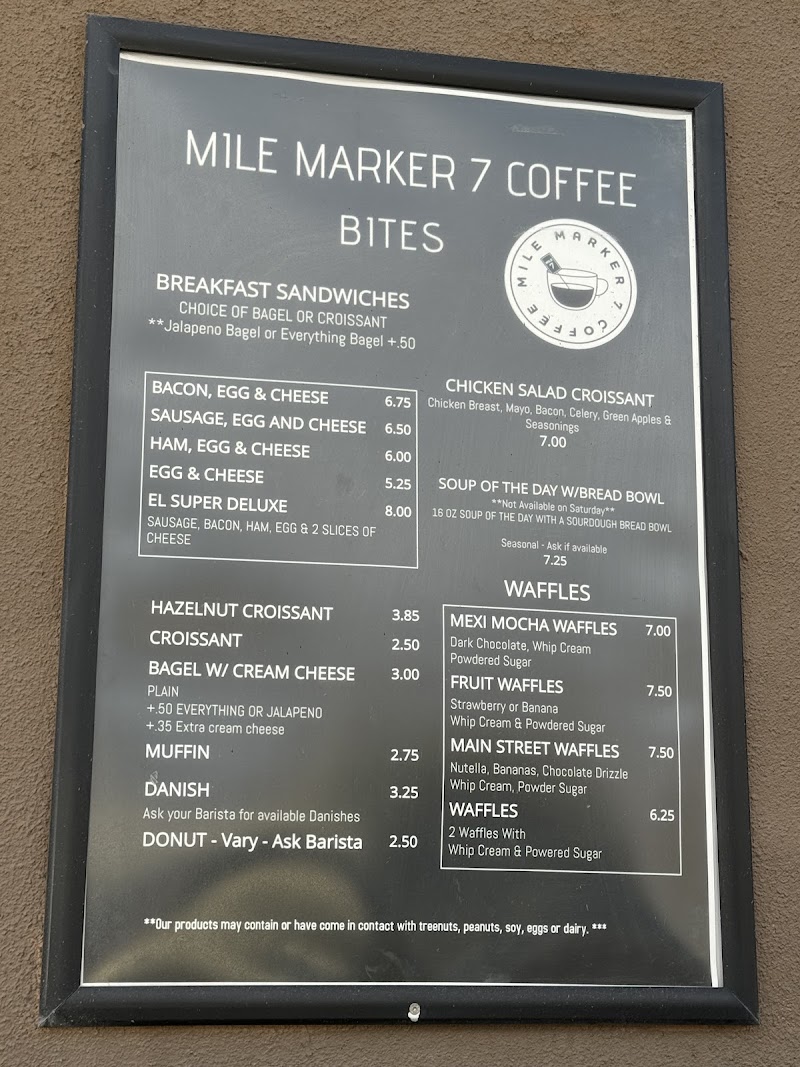 MILE MARKER 7 COFFEE
BITES
MILE MARKER 7 COFFEE
BREAKFAST SANDWICHES
CHOICE OF BAGEL OR CROISSANT
**Jalapeno Bagel or Everything Bagel +.50
BACON, EGG & CHEESE 6.75
SAUSAGE, EGG AND CHEESE 6.50
HAM, EGG & CHEESE 6.00
EGG & CHEESE 5.25
EL SUPER DELUXE 8.00
SAUSAGE, BACON, HAM, EGG & 2 SLICES OF
CHEESE
HAZELNUT CROISSANT 3.85
CROISSANT 2.50
BAGEL W/ CREAM CHEESE 3.00
PLAIN
+.50 EVERYTHING OR JALAPENO
+.35 Extra cream cheese
MUFFIN 2.75
DANISH 3.25
Ask your Barista for available Danishes
DONUT - Vary - Ask Barista 2.50
CHICKEN SALAD CROISSANT
Chicken Breast, Mayo, Bacon, Celery, Green Apples &
Seasonings
7.00
SOUP OF THE DAY W/BREAD BOWL
**Not Available on Saturday**
16 OZ SOUP OF THE DAY WITH A SOURDOUGH BREAD BOWL
Seasonal - Ask if available
7.25
WAFFLES
MEXI MOCHA WAFFLES 7.00
Dark Chocolate, Whip Cream
Powdered Sugar
FRUIT WAFFLES 7.50
Strawberry or Banana
Whip Cream & Powdered Sugar
MAIN STREET WAFFLES 7.50
Nutella, Bananas, Chocolate Drizzle
Whip Cream, Powder Sugar
WAFFLES 6.25
2 Waffles With
Whip Cream & Powered Sugar
**Our products may contain or have come in contact with treenuts, peanuts, soy, eggs or dairy. ***